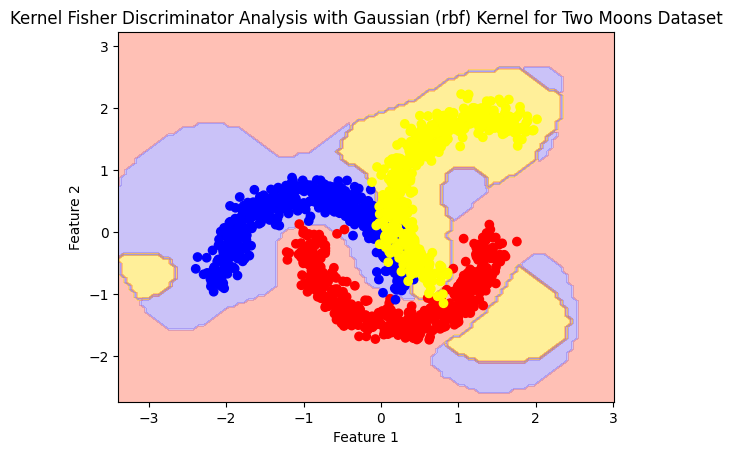 Kernel Fisher Discriminator Analysis with Gaussian (rbf) Kernel for Two Moons Dataset
3
2
1
0
−1
−2
Feature 2
−3 −2 −1 0 1 2 3
Feature 1